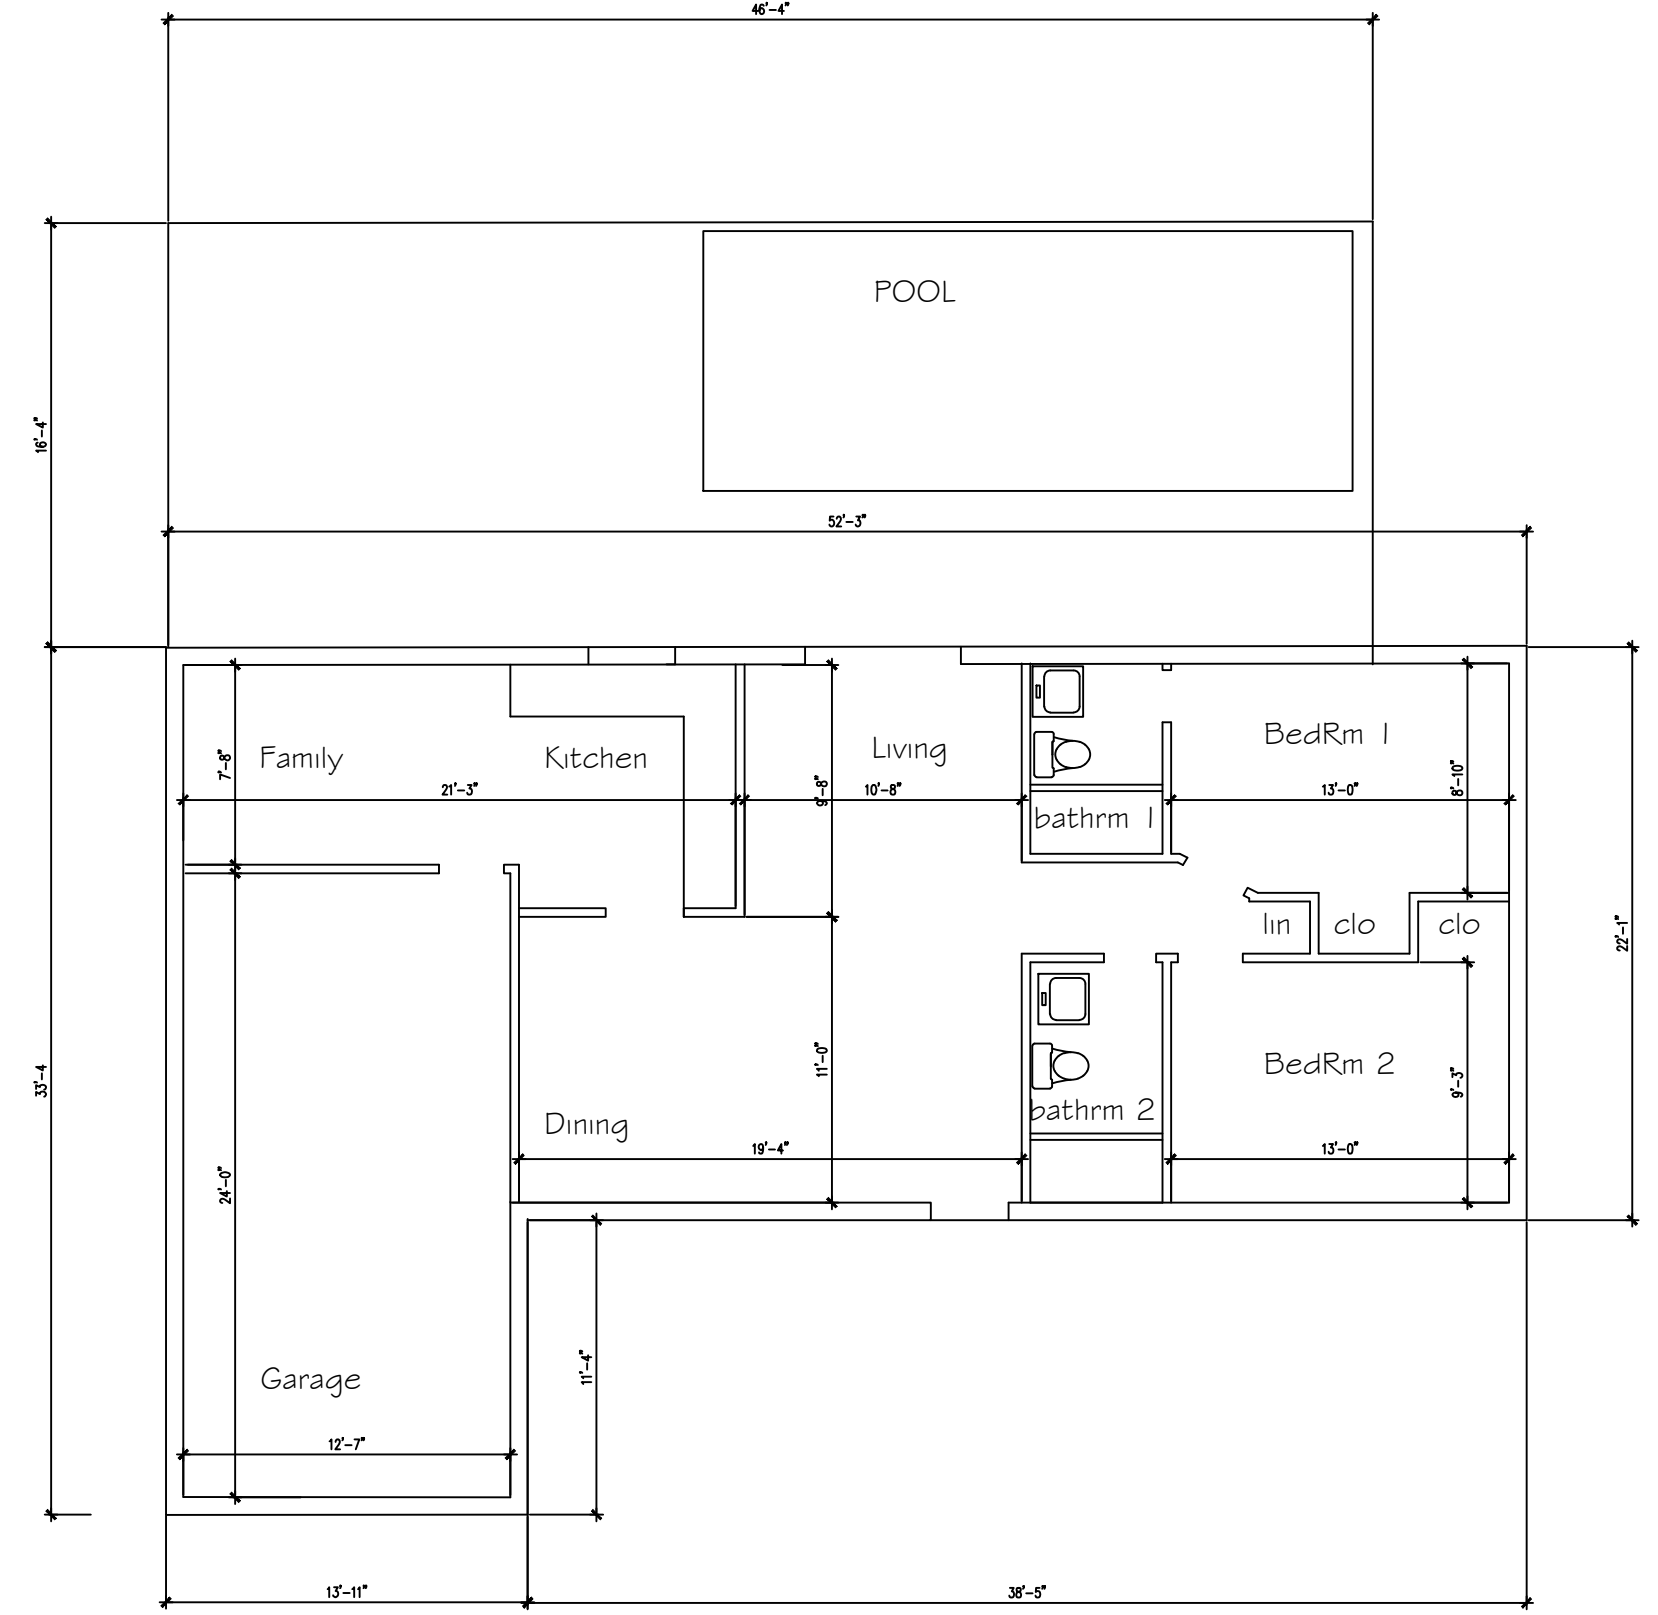 46'-4"
POOL
16'-4"
52'-3"
Family
Kitchen
Living
BedRm 1
7'-8"
21'-3"
9'-8"
10'-8"
13'-0"
8'-10"
bathrm 1
lin
clo
clo
22'-1"
33'-4
11'-0"
BedRm 2
9'-3"
bathrm 2
Dining
19'-4"
13'-0"
24'-0"
Garage
11'-4"
12'-7"
13'-11"
38'-5"